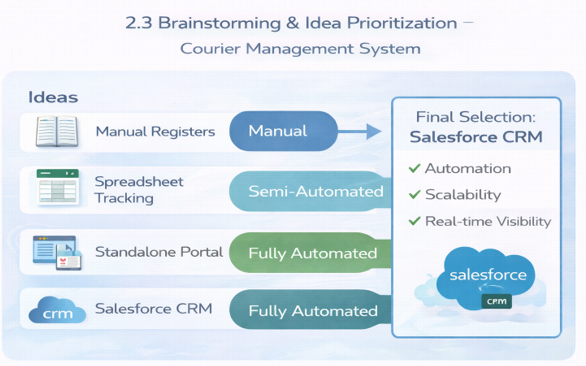 2.3 Brainstorming & Idea Prioritization –
Courier Management System
Ideas
Manual Registers
Manual
Spreadsheet
Tracking
Semi-Automated
Standalone Portal
Fully Automated
crm
Salesforce CRM
Fully Automated
Final Selection:
Salesforce CRM
✓ Automation
✓ Scalability
✓ Real-time Visibility
salesforce
crm